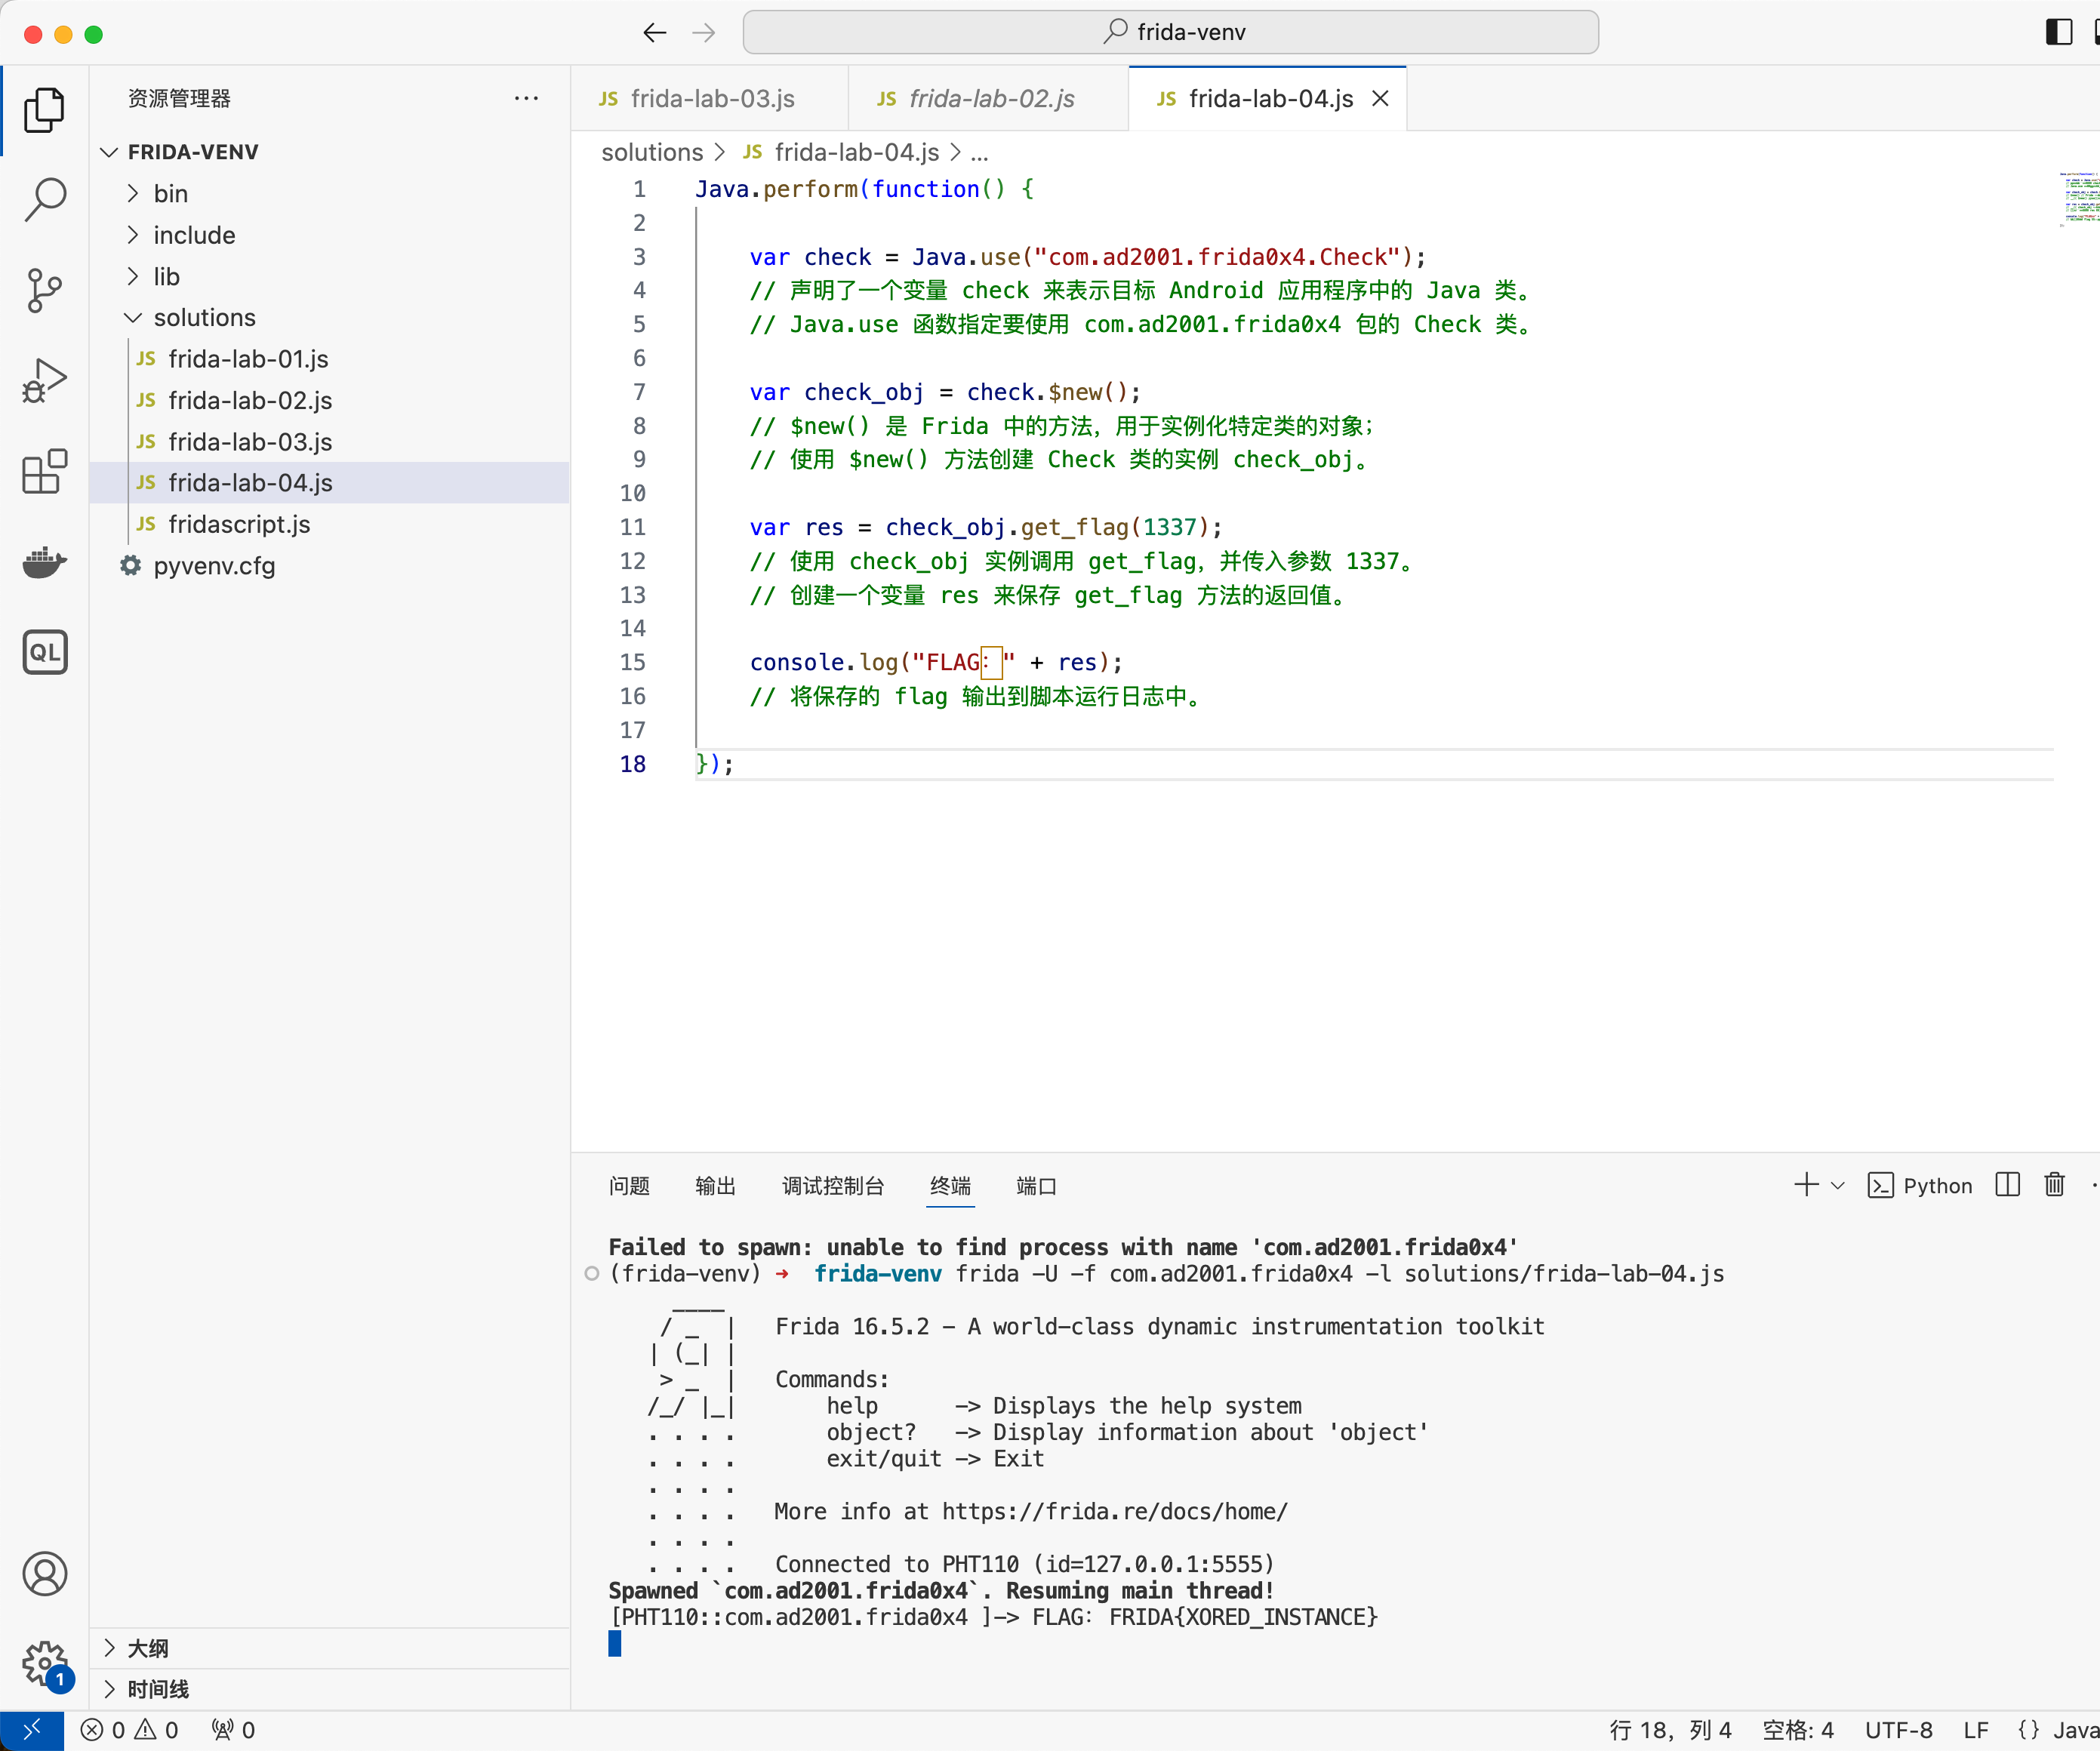 frida-venv
资源管理器
FRIDA-VENV
bin
include
lib
solutions
JS frida-lab-01.js
JS frida-lab-02.js
JS frida-lab-03.js
JS frida-lab-04.js
JS fridascript.js
pyvenv.cfg
QL
大纲
时间线
1
JS frida-lab-03.js
JS frida-lab-02.js
JS frida-lab-04.js
solutions > JS frida-lab-04.js > ...
1 Java.perform(function() {
2
3 var check = Java.use("com.ad2001.frida0x4.Check");
4 // 声明了一个变量 check 来表示目标 Android 应用程序中的 Java 类。
5 // Java.use 函数指定要使用 com.ad2001.frida0x4 包的 Check 类。
6
7 var check_obj = check.$new();
8 // $new() 是 Frida 中的方法，用于实例化特定类的对象；
9 // 使用 $new() 方法创建 Check 类的实例 check_obj。
10
11 var res = check_obj.get_flag(1337);
12 // 使用 check_obj 实例调用 get_flag，并传入参数 1337。
13 // 创建一个变量 res 来保存 get_flag 方法的返回值。
14
15 console.log("FLAG：" + res);
16 // 将保存的 flag 输出到脚本运行日志中。
17
18 });
问题 输出 调试控制台 终端 端口
Python
Failed to spawn: unable to find process with name 'com.ad2001.frida0x4'
(frida-venv) ➜ frida-venv frida -U -f com.ad2001.frida0x4 -l solutions/frida-lab-04.js
     ____
    / _  |   Frida 16.5.2 - A world-class dynamic instrumentation toolkit
   | (_| |
    > _  |   Commands:
   /_/ |_|       help      -> Displays the help system
   . . . .       object?   -> Display information about 'object'
   . . . .       exit/quit -> Exit
   . . . .
   . . . .   More info at https://frida.re/docs/home/
   . . . .
   . . . .   Connected to PHT110 (id=127.0.0.1:5555)
Spawned `com.ad2001.frida0x4`. Resuming main thread!
[PHT110::com.ad2001.frida0x4 ]-> FLAG：FRIDA{XORED_INSTANCE}
0 0 0
行 18，列 4 空格: 4 UTF-8 LF {} Java